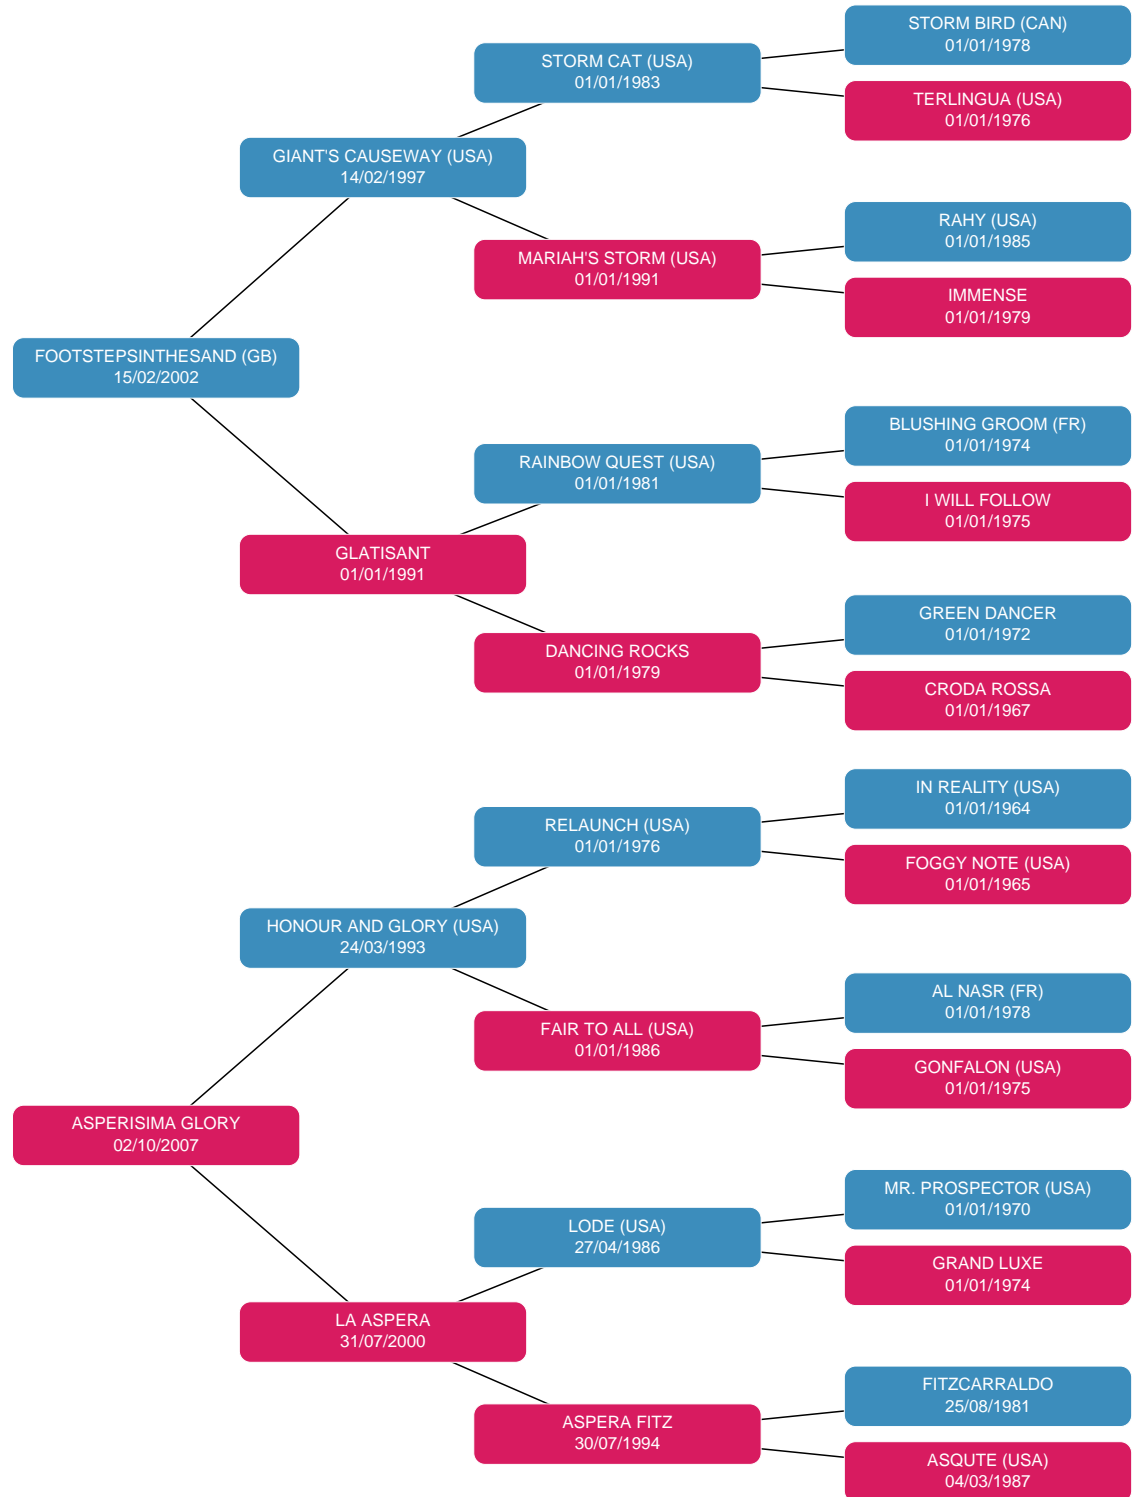 STORM BIRD (CAN)
01/01/1978
STORM CAT (USA)
01/01/1983
TERLINGUA (USA)
01/01/1976
GIANT'S CAUSEWAY (USA)
14/02/1997
RAHY (USA)
01/01/1985
MARIAH'S STORM (USA)
01/01/1991
IMMENSE
01/01/1979
FOOTSTEPSINTHESAND (GB)
15/02/2002
BLUSHING GROOM (FR)
01/01/1974
RAINBOW QUEST (USA)
01/01/1981
I WILL FOLLOW
01/01/1975
GLATISANT
01/01/1991
GREEN DANCER
01/01/1972
DANCING ROCKS
01/01/1979
CRODA ROSSA
01/01/1967
IN REALITY (USA)
01/01/1964
RELAUNCH (USA)
01/01/1976
FOGGY NOTE (USA)
01/01/1965
HONOUR AND GLORY (USA)
24/03/1993
AL NASR (FR)
01/01/1978
FAIR TO ALL (USA)
01/01/1986
GONFALON (USA)
01/01/1975
ASPERISIMA GLORY
02/10/2007
MR. PROSPECTOR (USA)
01/01/1970
LODE (USA)
27/04/1986
GRAND LUXE
01/01/1974
LA ASPERA
31/07/2000
FITZCARRALDO
25/08/1981
ASPERA FITZ
30/07/1994
ASQUTE (USA)
04/03/1987